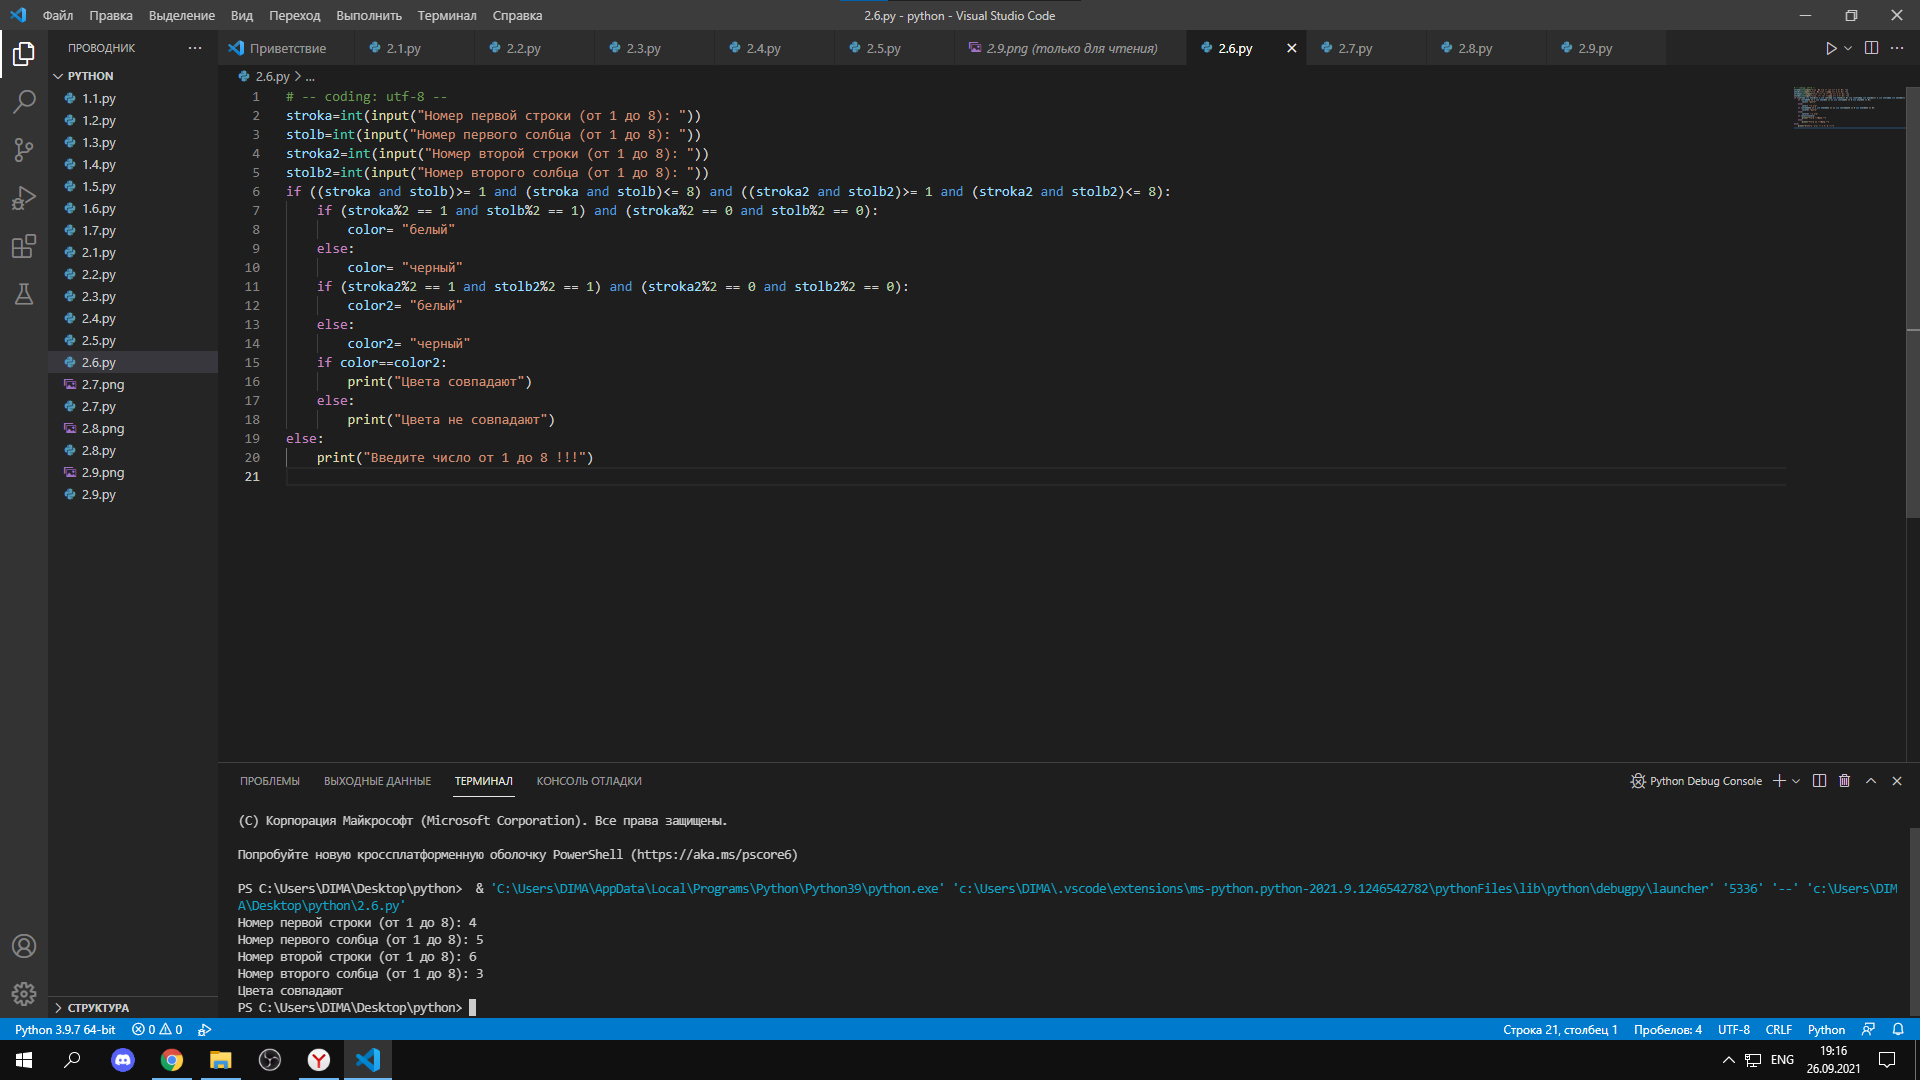 Файл Правка Выделение Вид Переход Выполнить Терминал Справка 2.6.py - python - Visual Studio Code
ПРОВОДНИК Приветствие 2.1.py 2.2.py 2.3.py 2.4.py 2.5.py 2.9.png (только для чтения) 2.6.py 2.7.py 2.8.py 2.9.py
PYTHON
1.1.py
1.2.py
1.3.py
1.4.py
1.5.py
1.6.py
1.7.py
2.1.py
2.2.py
2.3.py
2.4.py
2.5.py
2.6.py
2.7.png
2.7.py
2.8.png
2.8.py
2.9.png
2.9.py
СТРУКТУРА
2.6.py > ...
1 # -- coding: utf-8 --
2 stroka=int(input("Номер первой строки (от 1 до 8): "))
3 stolb=int(input("Номер первого солбца (от 1 до 8): "))
4 stroka2=int(input("Номер второй строки (от 1 до 8): "))
5 stolb2=int(input("Номер второго солбца (от 1 до 8): "))
6 if ((stroka and stolb)>= 1 and (stroka and stolb)<= 8) and ((stroka2 and stolb2)>= 1 and (stroka2 and stolb2)<= 8):
7 if (stroka%2 == 1 and stolb%2 == 1) and (stroka%2 == 0 and stolb%2 == 0):
8 color= "белый"
9 else:
10 color= "черный"
11 if (stroka2%2 == 1 and stolb2%2 == 1) and (stroka2%2 == 0 and stolb2%2 == 0):
12 color2= "белый"
13 else:
14 color2= "черный"
15 if color==color2:
16 print("Цвета совпадают")
17 else:
18 print("Цвета не совпадают")
19 else:
20 print("Введите число от 1 до 8 !!!")
21
ПРОБЛЕМЫ ВЫХОДНЫЕ ДАННЫЕ ТЕРМИНАЛ КОНСОЛЬ ОТЛАДКИ Python Debug Console
(C) Корпорация Майкрософт (Microsoft Corporation). Все права защищены.
Попробуйте новую кроссплатформенную оболочку PowerShell (https://aka.ms/pscore6)
PS C:\Users\DIMA\Desktop\python> & 'C:\Users\DIMA\AppData\Local\Programs\Python\Python39\python.exe' 'c:\Users\DIMA\.vscode\extensions\ms-python.python-2021.9.1246542782\pythonFiles\lib\python\debugpy\launcher' '5336' '--' 'c:\Users\DIM
A\Desktop\python\2.6.py'
Номер первой строки (от 1 до 8): 4
Номер первого солбца (от 1 до 8): 5
Номер второй строки (от 1 до 8): 6
Номер второго солбца (от 1 до 8): 3
Цвета совпадают
PS C:\Users\DIMA\Desktop\python>
Python 3.9.7 64-bit 0 0 Строка 21, столбец 1 Пробелов: 4 UTF-8 CRLF Python
ENG 19:16
26.09.2021